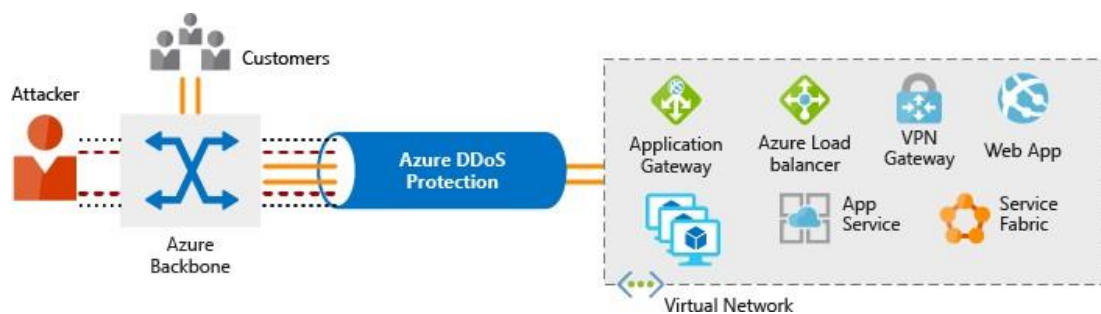 Customers
Attacker
Azure
Backbone
Azure DDoS
Protection
Application
Gateway
Azure Load
balancer
VPN
Gateway
Web App
App
Service
Service
Fabric
Virtual Network